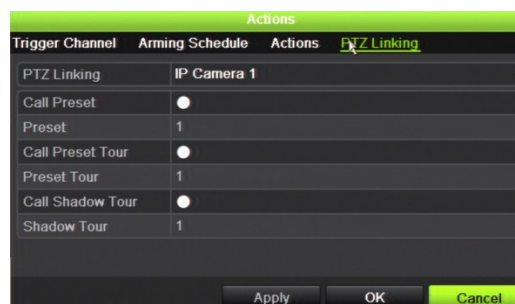 Actions
Trigger Channel Arming Schedule Actions PTZ Linking
PTZ Linking IP Camera 1
Call Preset
Preset 1
Call Preset Tour
Preset Tour 1
Call Shadow Tour
Shadow Tour 1
Apply OK Cancel